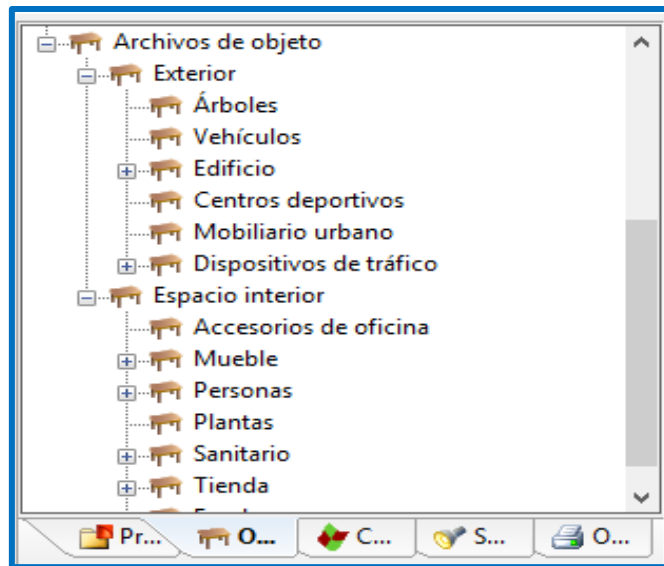 Archivos de objeto
Exterior
Árboles
Vehículos
Edificio
Centros deportivos
Mobiliario urbano
Dispositivos de tráfico
Espacio interior
Accesorios de oficina
Mueble
Personas
Plantas
Sanitario
Tienda
Pr... O... C... S... O...